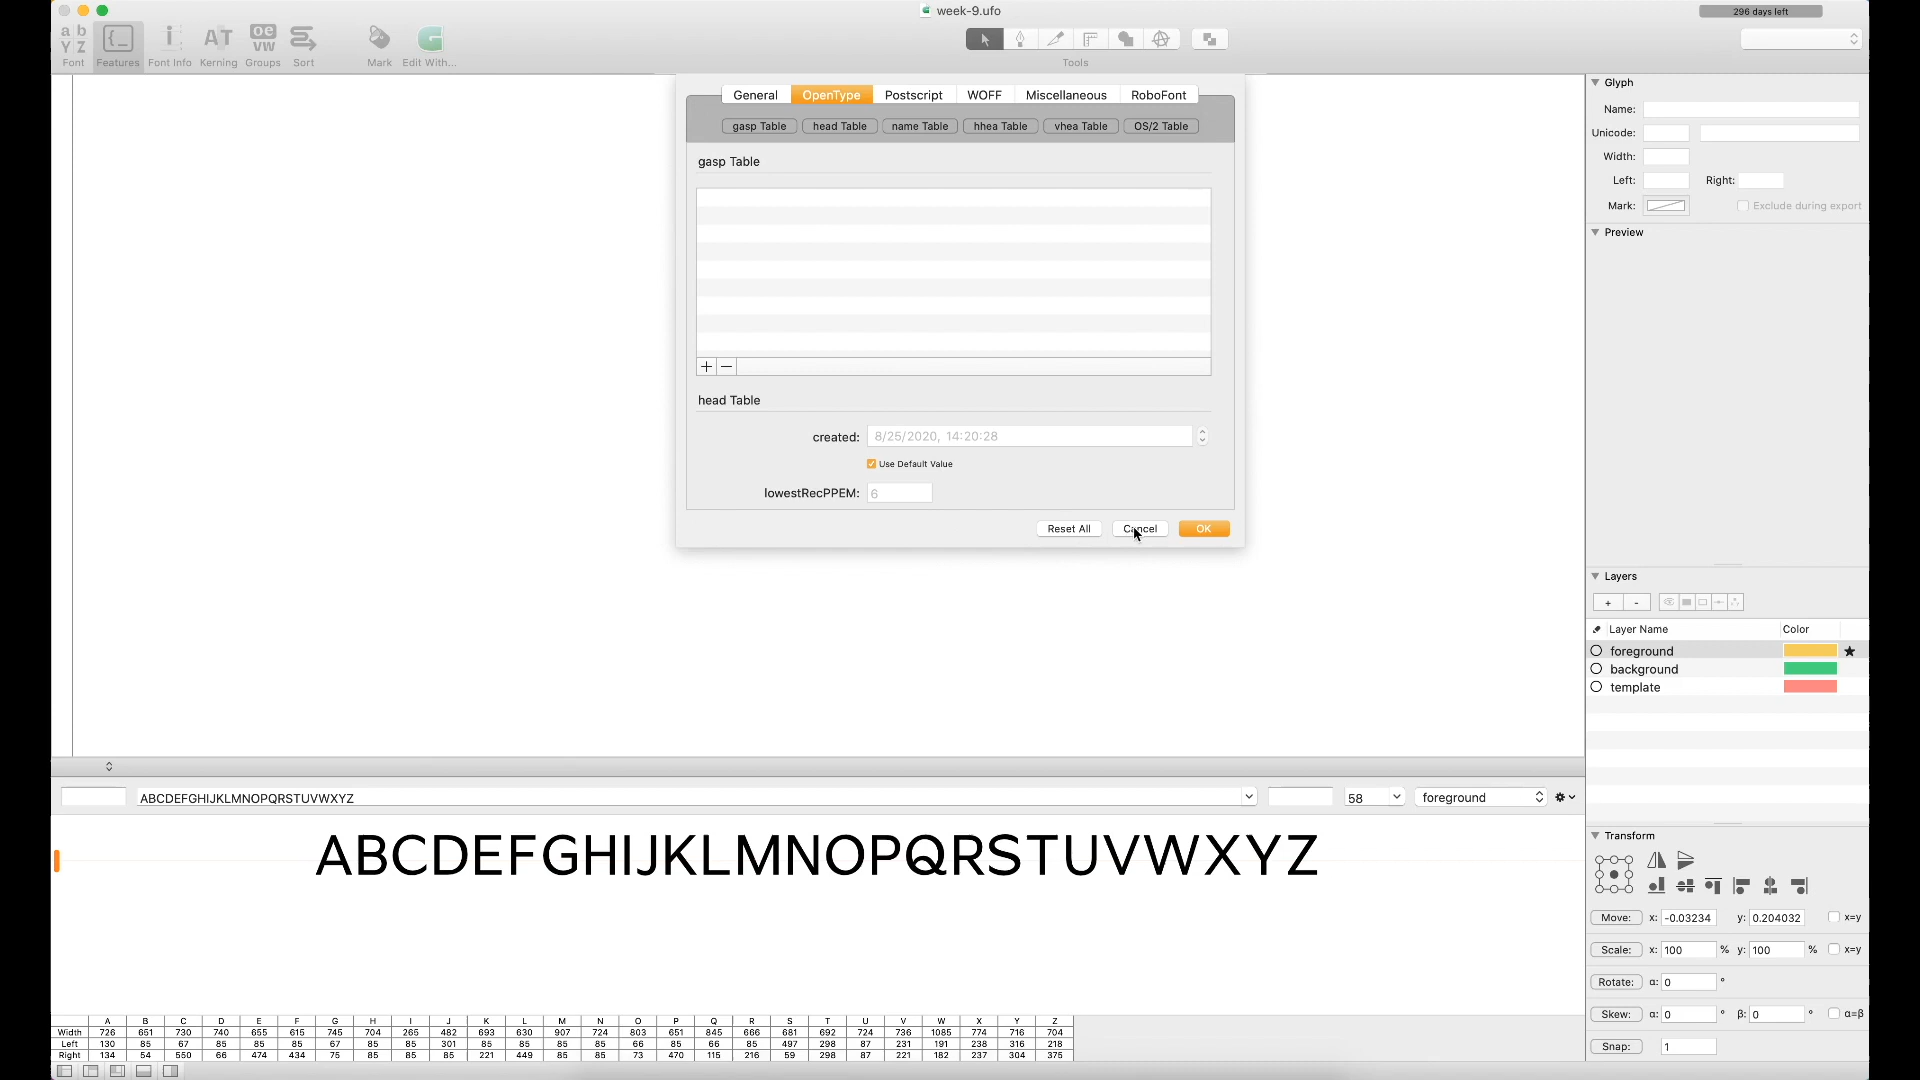 week-9.ufo
296 days left
ab
YZ
AT
oe
vw
Font
Features
Font Info
Kerning
Groups
Sort
Mark
Edit With...
Tools
General
OpenType
Postscript
WOFF
Miscellaneous
RoboFont
gasp Table
head Table
name Table
hhea Table
vhea Table
OS/2 Table
gasp Table
head Table
created: 8/25/2020, 14:20:28
Use Default Value
lowestRecPPEM: 6
Reset All
Cancel
OK
Glyph
Name:
Unicode:
Width:
Left:
Right:
Mark:
Exclude during export
Preview
Layers
+ -
Layer Name Color
foreground
background
template
ABCDEFGHIJKLMNOPQRSTUVWXYZ
58
foreground
ABCDEFGHIJKLMNOPQRSTUVWXYZ
Transform
Move: x: -0.03234 y: 0.204032 x=y
Scale: x: 100 % y: 100 % x=y
Rotate: α: 0 °
Skew: α: 0 ° β: 0 ° α=β
Snap: 1
A B C D E F G H I J K L M N O P Q R S T U V W X Y Z
Width 726 651 730 740 655 615 745 704 265 482 693 630 907 724 803 651 845 666 681 692 724 736 1085 774 716 704
Left 130 85 67 85 85 85 67 85 85 301 85 85 85 85 66 85 66 85 497 298 87 231 191 238 316 218
Right 134 54 550 66 474 434 75 85 85 85 221 449 85 85 73 470 115 216 59 298 87 221 182 237 304 375